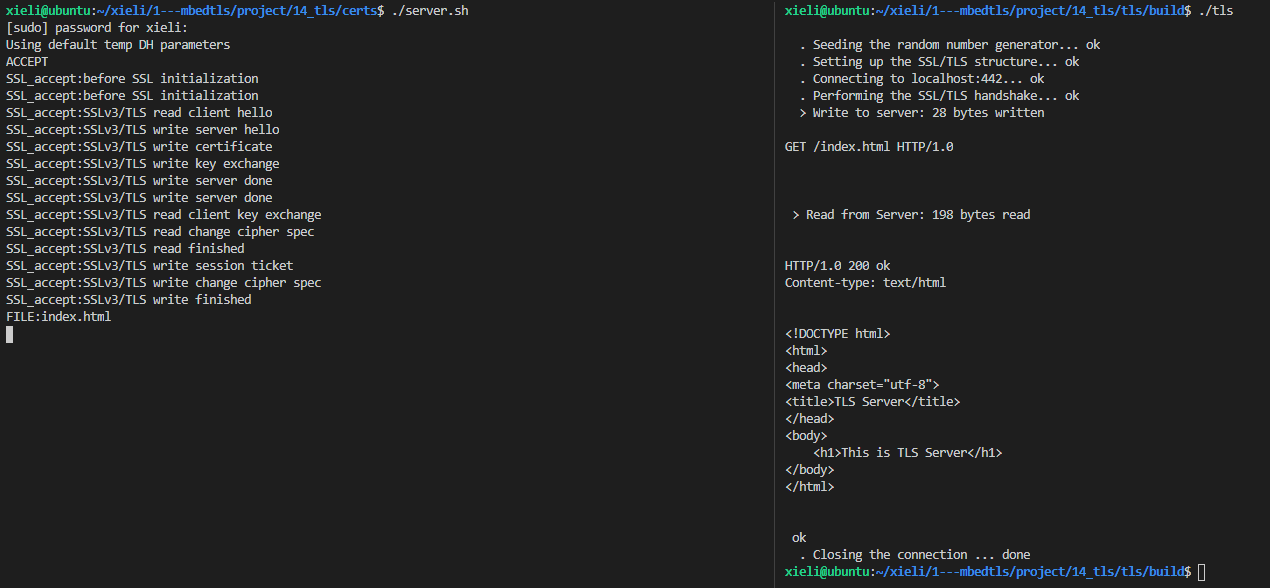 xieli@ubuntu:~/xieli/1---mbedtls/project/14_tls/certs$ ./server.sh
[sudo] password for xieli:
Using default temp DH parameters
ACCEPT
SSL_accept:before SSL initialization
SSL_accept:before SSL initialization
SSL_accept:SSLv3/TLS read client hello
SSL_accept:SSLv3/TLS write server hello
SSL_accept:SSLv3/TLS write certificate
SSL_accept:SSLv3/TLS write key exchange
SSL_accept:SSLv3/TLS write server done
SSL_accept:SSLv3/TLS write server done
SSL_accept:SSLv3/TLS read client key exchange
SSL_accept:SSLv3/TLS read change cipher spec
SSL_accept:SSLv3/TLS read finished
SSL_accept:SSLv3/TLS write session ticket
SSL_accept:SSLv3/TLS write change cipher spec
SSL_accept:SSLv3/TLS write finished
FILE:index.html
xieli@ubuntu:~/xieli/1---mbedtls/project/14_tls/tls/build$ ./tls
. Seeding the random number generator... ok
. Setting up the SSL/TLS structure... ok
. Connecting to localhost:442... ok
. Performing the SSL/TLS handshake... ok
> Write to server: 28 bytes written
GET /index.html HTTP/1.0
> Read from Server: 198 bytes read
HTTP/1.0 200 ok
Content-type: text/html
<!DOCTYPE html>
<html>
<head>
<meta charset="utf-8">
<title>TLS Server</title>
</head>
<body>
<h1>This is TLS Server</h1>
</body>
</html>
ok
. Closing the connection ... done
xieli@ubuntu:~/xieli/1---mbedtls/project/14_tls/tls/build$